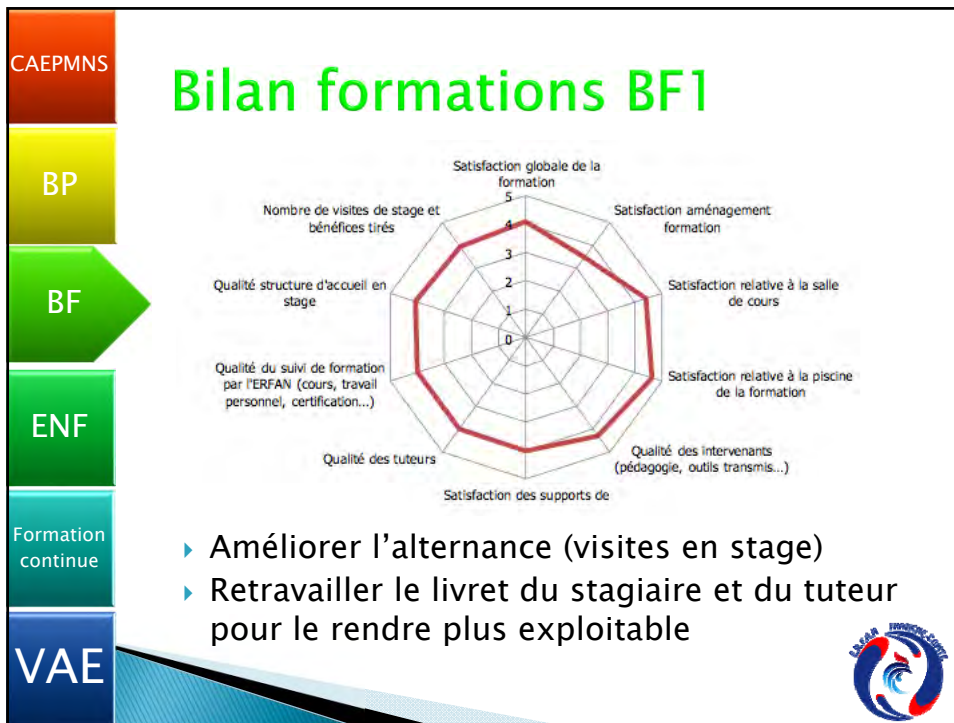 CAEPMNS
BP
BF
ENF
Formation
continue
VAE
Bilan formations BF1
Satisfaction globale de la
formation
Satisfaction aménagement
formation
Satisfaction relative à la salle
de cours
Satisfaction relative à la piscine
de la formation
Qualité des intervenants
(pédagogie, outils transmis...)
Satisfaction des supports de
Qualité des tuteurs
Qualité du suivi de formation
par l'ERFAN (cours, travail
personnel, certification...)
Qualité structure d'accueil en
stage
Nombre de visites de stage et
bénéfices tirés
5
4
3
2
1
0
Améliorer l'alternance (visites en stage)
Retravailler le livret du stagiaire et du tuteur
pour le rendre plus exploitable